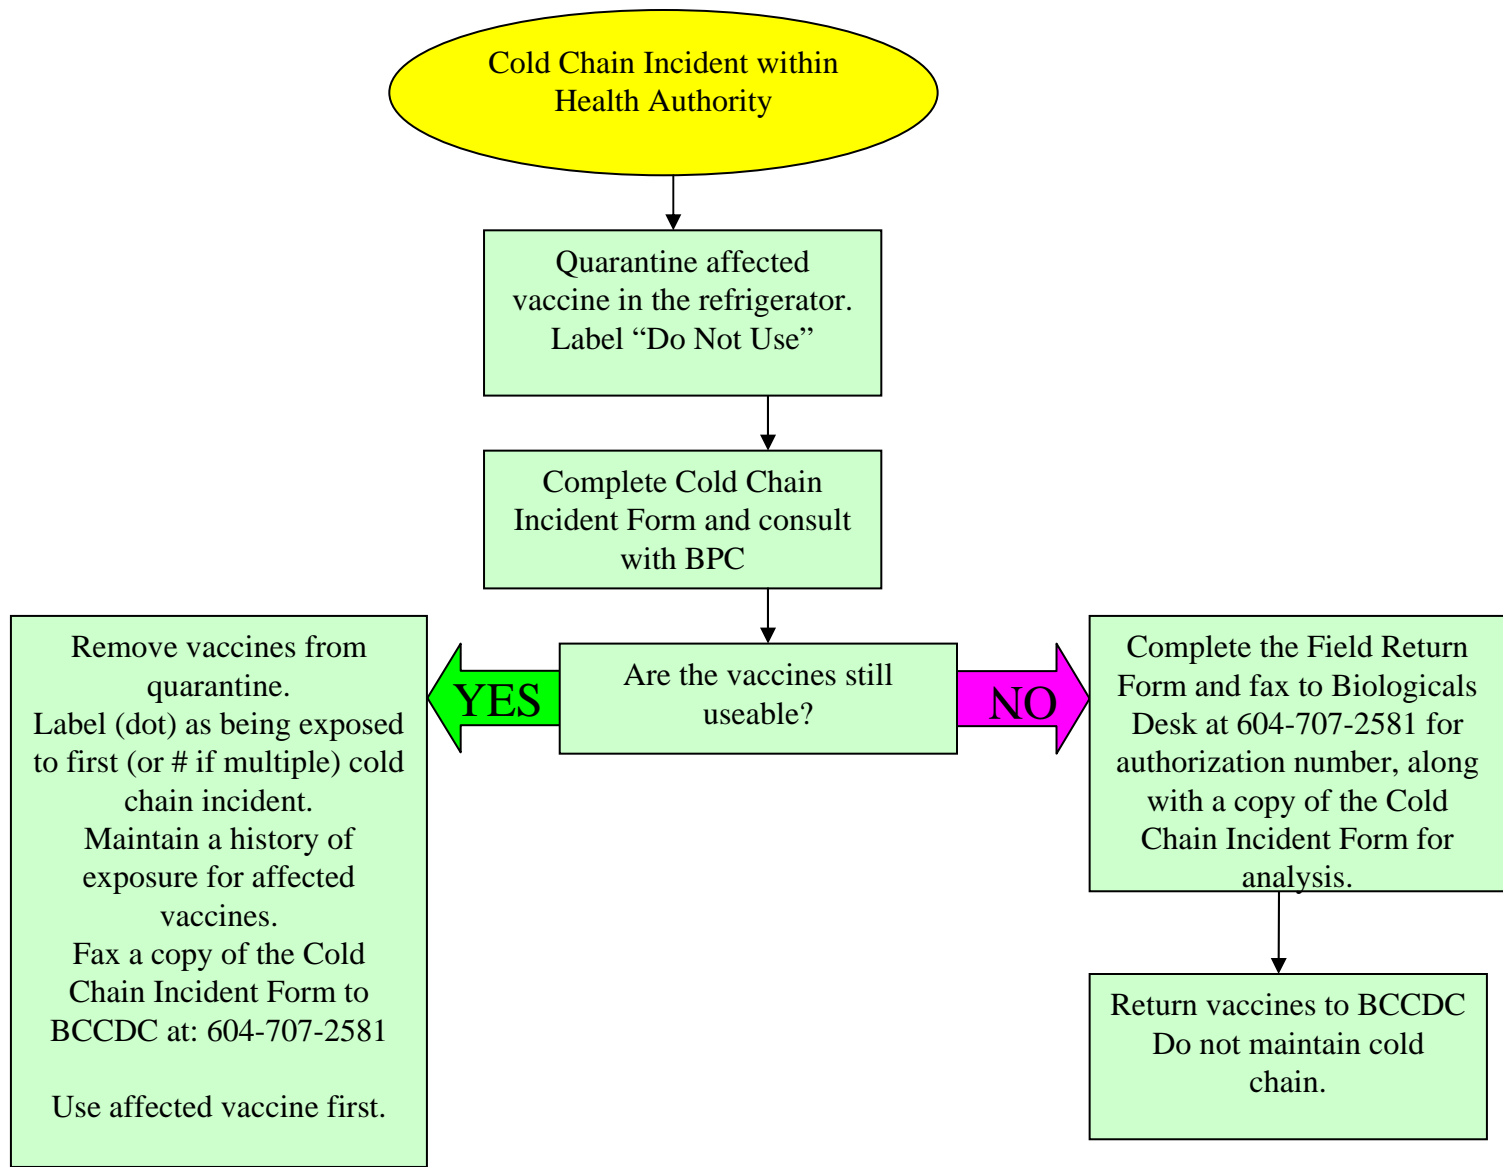 Cold Chain Incident within
Health Authority
Quarantine affected
vaccine in the refrigerator.
Label “Do Not Use”
Complete Cold Chain
Incident Form and consult
with BPC
Are the vaccines still
useable?
YES
NO
Remove vaccines from
quarantine.
Label (dot) as being exposed
to first (or # if multiple) cold
chain incident.
Maintain a history of
exposure for affected
vaccines.
Fax a copy of the Cold
Chain Incident Form to
BCCDC at: 604-707-2581
Use affected vaccine first.
Complete the Field Return
Form and fax to Biologicals
Desk at 604-707-2581 for
authorization number, along
with a copy of the Cold
Chain Incident Form for
analysis.
Return vaccines to BCCDC
Do not maintain cold
chain.